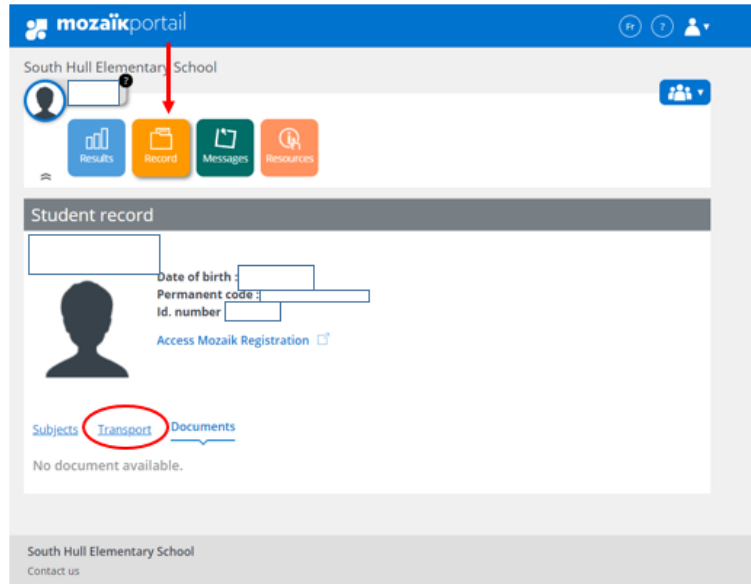 mozaïkportail
Fr ?
South Hull Elementary School
?
Results Record Messages Resources
Student record
Date of birth :
Permanent code :
Id. number
Access Mozaik Registration
Subjects Transport Documents
No document available.
South Hull Elementary School
Contact us